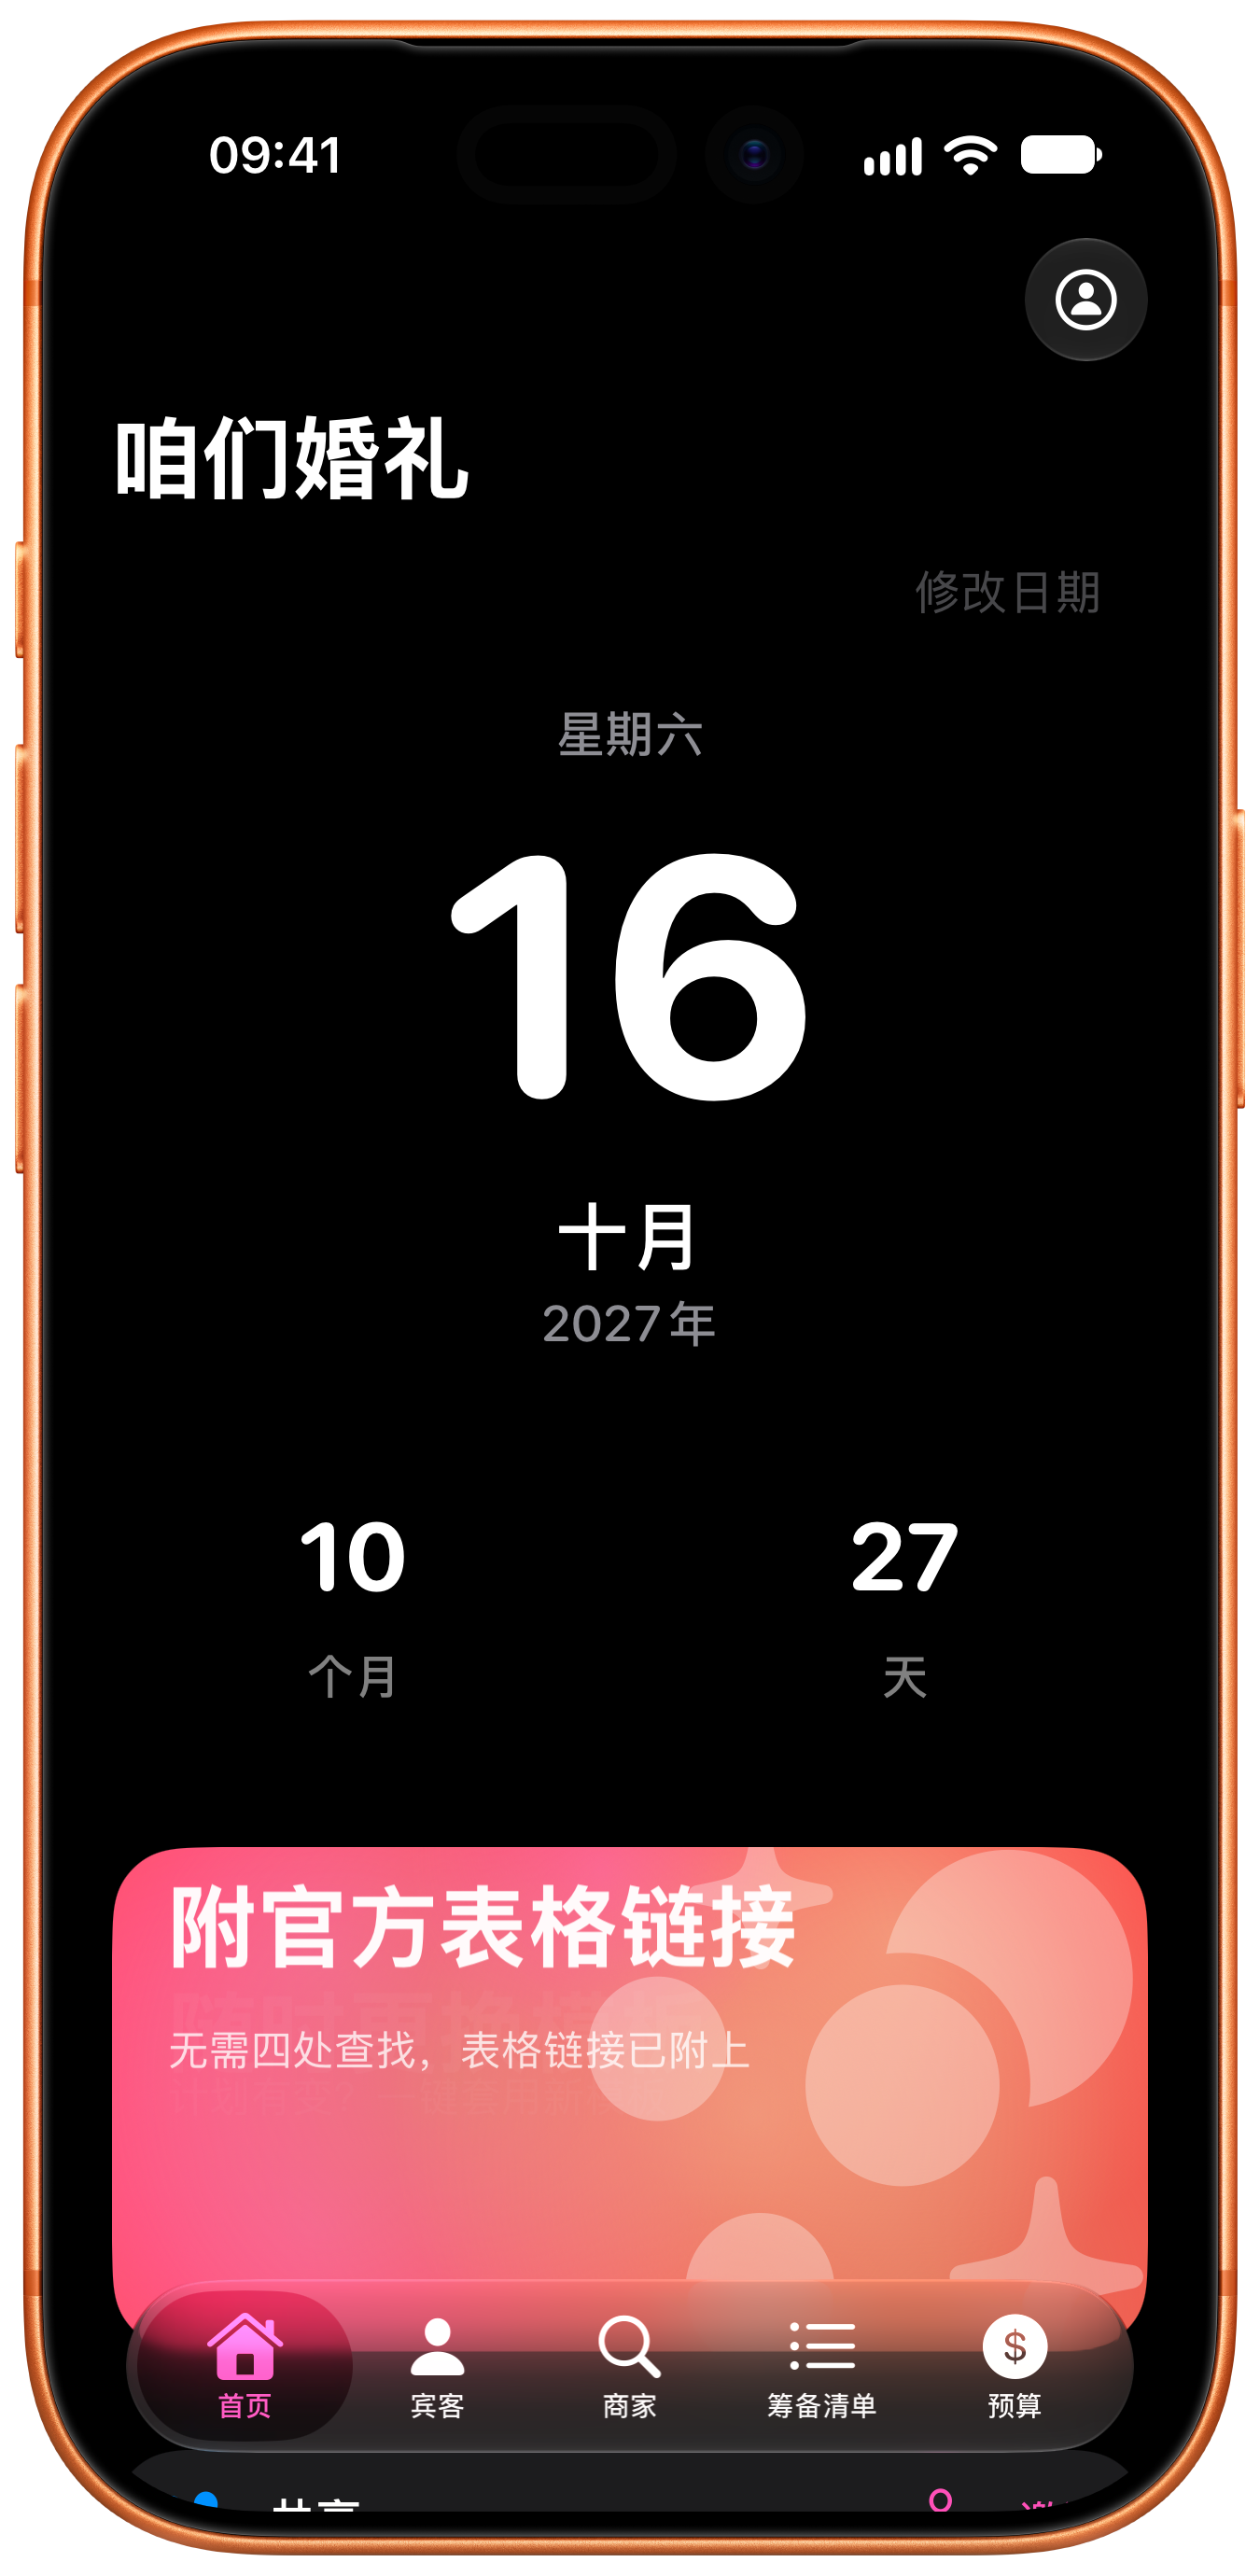 09:41
咱们婚礼
修改日期
星期六
16
十月
2027年
10 27
个月 天
附官方表格链接
无需四处查找，表格链接已附上
首页 宾客 商家 筹备清单 预算
共享